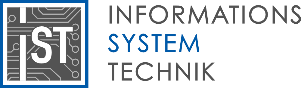 IST
INFORMATIONS
SYSTEM
TECHNIK